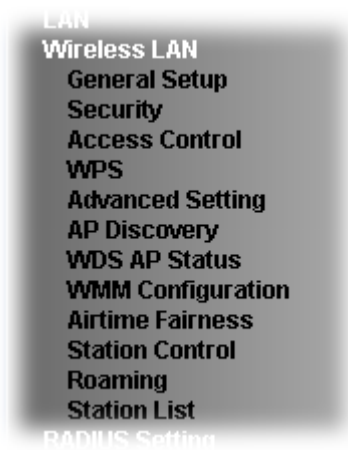 LAN
Wireless LAN
General Setup
Security
Access Control
WPS
Advanced Setting
AP Discovery
WDS AP Status
WMM Configuration
Airtime Fairness
Station Control
Roaming
Station List
RADIUS Setting